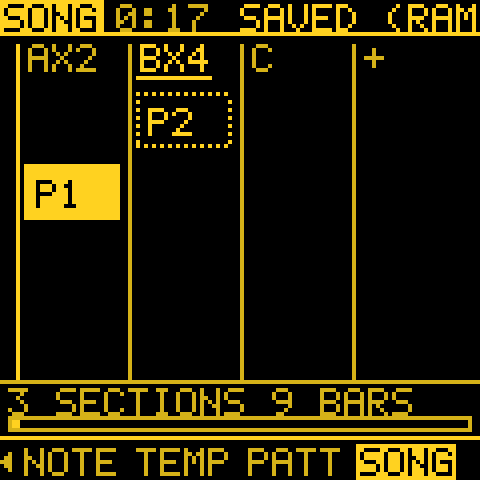 SONG 0:17 SAVED (RAM
AX2 BX4 C +
P2
P1
3 SECTIONS 9 BARS
NOTE TEMP PATT SONG